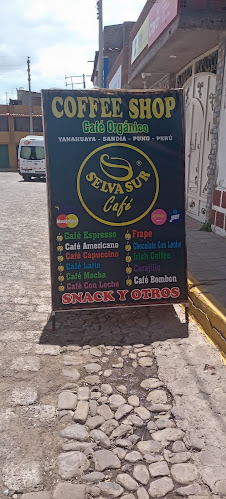 COFFEE SHOP
Café Orgánico
YANAHUAYA - SANDIA - PUNO - PERÚ
SELVA SUR
Café
Café Espresso
Café Americano
Café Capuccino
Café Latte
Café Mocha
Café Con Leche
Frape
Chocolate Con Leche
Irish Coffee
Carajillo
Café Bombon
SNACK Y OTROS